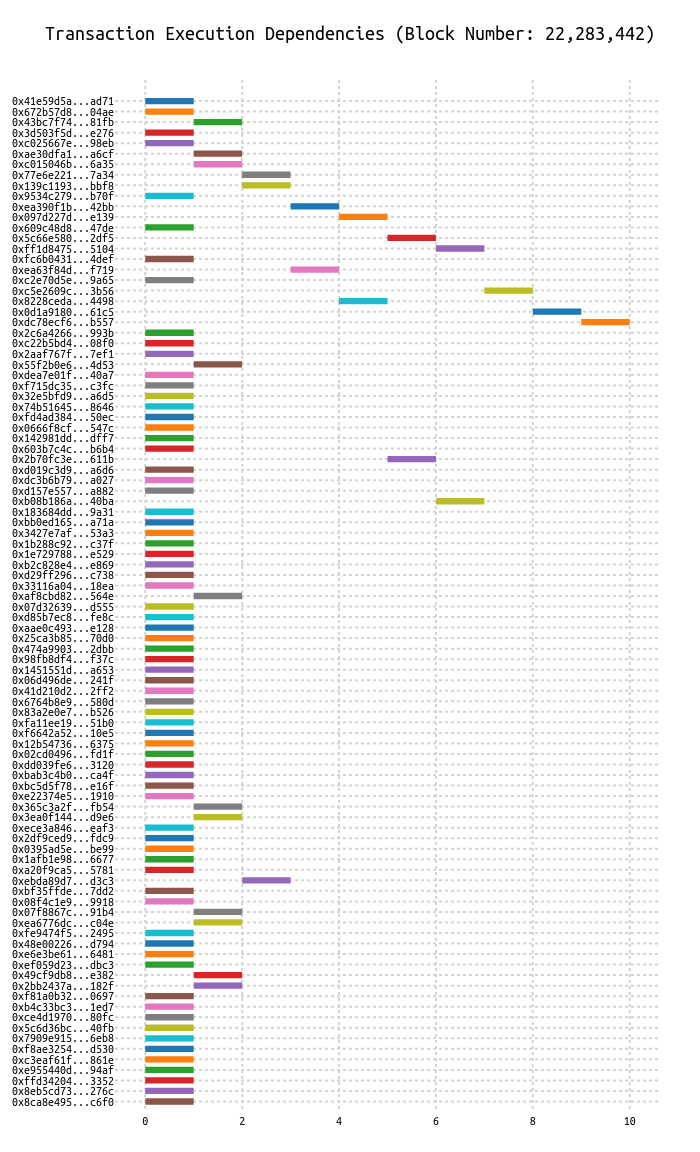 Transaction Execution Dependencies (Block Number: 22,283,442)
0x41e59d5a...ad71
0x672b57d8...04ae
0x43bc7f74...81fb
0x3d503f5d...e276
0xc025667e...98eb
0xae30dfa1...a6cf
0xc015046b...6a35
0x77e6e221...7a34
0x139c1193...bbf8
0x9534c279...b70f
0xea390f1b...42bb
0x097d227d...e139
0x609c48d8...47de
0x5c66e580...2df5
0xff1d8475...5104
0xfc6b0431...4def
0xea63f84d...f719
0xc2e70d5e...9a65
0xc5e2609c...3b56
0x8228ceda...4498
0x0d1a9180...61c5
0xdc78ecf6...b557
0x2c6a4266...993b
0xc22b5bd4...08f0
0x2aaf767f...7ef1
0x55f2b0e6...4d53
0xdea7e01f...40a7
0xf715dc35...c3fc
0x32e5bfd9...a6d5
0x74b51645...8646
0xfd4ad384...50ec
0x0666f8cf...547c
0x142981dd...dff7
0x603b7c4c...b6b4
0x2b70fc3e...611b
0xd019c3d9...a6d6
0xdc3b6b79...a027
0xd157e557...a882
0xb08b186a...40ba
0x183684dd...9a31
0xbb0ed165...a71a
0x3427e7af...53a3
0x1b288c92...c37f
0x1e729788...e529
0xb2c828e4...e869
0xd29ff296...c738
0x33116a04...18ea
0xaf8cbd82...564e
0x07d32639...d555
0xd85b7ec8...fe8c
0xaae0c493...e128
0x25ca3b85...70d0
0x474a9903...2dbb
0x98fb8df4...f37c
0x1451551d...a653
0x06d496de...241f
0x41d210d2...2ff2
0x6764b8e9...580d
0x83a2e0e7...b526
0xfa11ee19...51b0
0xf6642a52...10e5
0x12b54736...6375
0x02cd0496...fd1f
0xdd039fe6...3120
0xbab3c4b0...ca4f
0xbc5d5f78...e16f
0xe22374e5...1910
0x365c3a2f...fb54
0x3ea0f144...d9e6
0xece3a846...eaf3
0x2df9ced9...fdc9
0x0395ad5e...be99
0x1afb1e98...6677
0xa20f9ca5...5781
0xebda89d7...d3c3
0xbf35ffde...7dd2
0x08f4c1e9...9918
0x07f8867c...91b4
0xea6776dc...c04e
0xfe9474f5...2495
0x48e00226...d794
0xe6e3be61...6481
0xef059d23...dbc3
0x49cf9db8...e382
0x2bb2437a...182f
0xf81a0b32...0697
0xb4c33bc3...1ed7
0xce4d1970...80fc
0x5c6d36bc...40fb
0x7909e915...6eb8
0xf8ae3254...d530
0xc3eaf61f...861e
0xe955440d...94af
0xffd34204...3352
0x8eb5cd73...276c
0x8ca8e495...c6f0
0 2 4 6 8 10